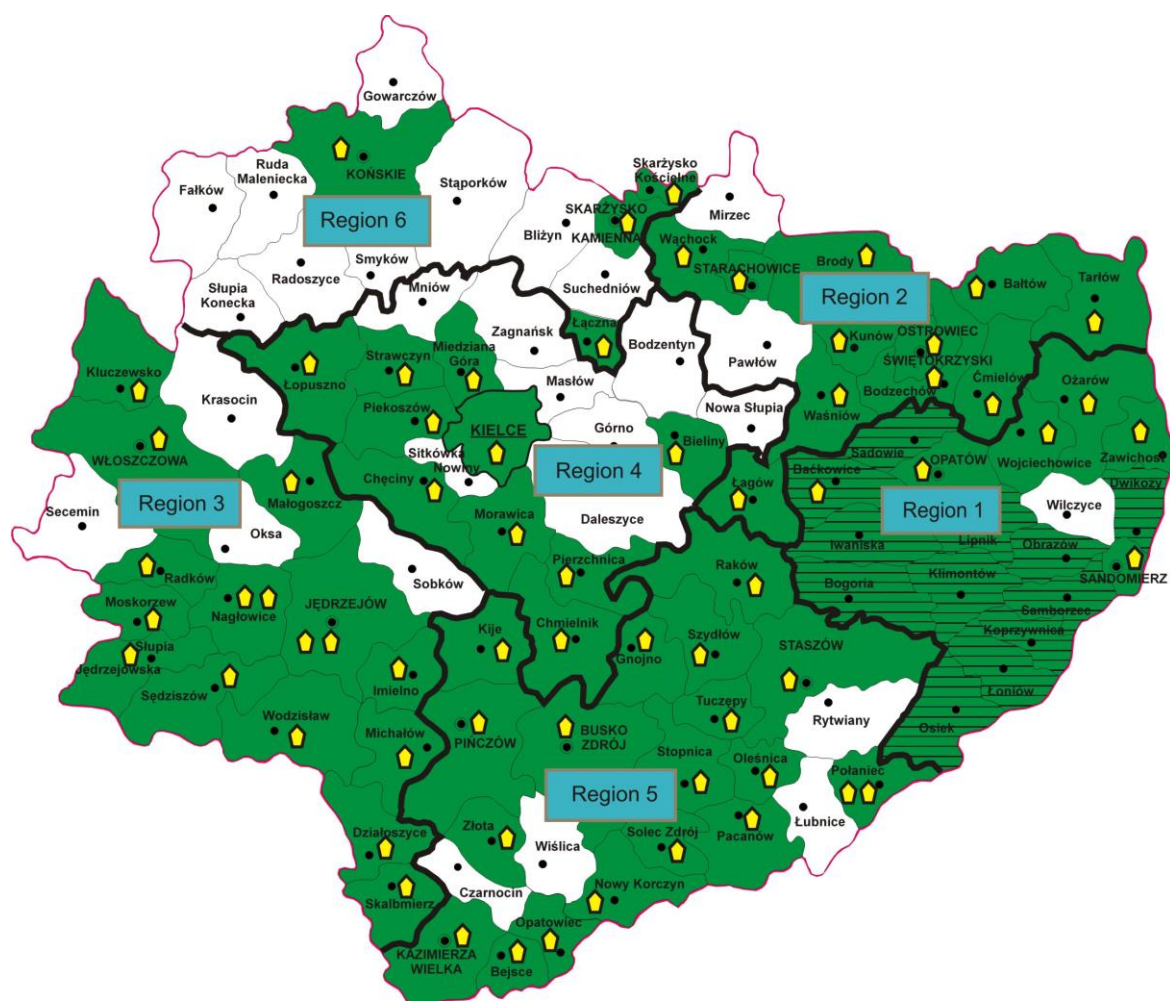 Gowarczów
KOŃSKIE
Ruda
Maleniecka
Fałków
Stąporków
Region 6
Radoszyce
Smyków
Słupia
Konecka
Mniów
Bliżyn
Skarżysko
Kościelne
SKARŻYSKO
KAMIENNA
Suchedniów
Łączna
Mirzec
Wąchock
STARACHOWICE
Brody
Region 2
Bałtów
Tarłów
Kunów
OSTROWIEC
ŚWIĘTOKRZYSKI
Bodzechów
Ćmielów
Waśniów
Pawłów
Bodzentyn
Nowa Słupia
Zagnańsk
Masłów
Górno
Bieliny
Łagów
Daleszyce
Region 4
KIELCE
Miedziana
Góra
Strawczyn
Łopuszno
Piekoszów
Sitkówka
Nowiny
Chęciny
Morawica
Pierzchnica
Chmielnik
Kluczewsko
Krasocin
WŁOSZCZOWA
Region 3
Małogoszcz
Secemin
Oksa
Radków
Sobków
Moskorzew
Nagłowice
JĘDRZEJÓW
Słupia
Jędrzejowska
Sędziszów
Imielno
Wodzisław
Michałów
Działoszyce
Skalbmierz
Ożarów
Wojciechowice
Zawichost
Dwikozy
Sadowie
OPATÓW
Baćkowice
Region 1
Wilczyce
Iwaniska
Lipnik
Obrazów
SANDOMIERZ
Bogoria
Klimontów
Samborzec
Koprzywnica
Łoniów
Osiek
Raków
Kije
Gnojno
Szydłów
STASZÓW
Tuczępy
Rytwiany
PIŃCZÓW
BUSKO
ZDRÓJ
Stopnica
Oleśnica
Połaniec
Region 5
Łubnice
Pacanów
Złota
Wiślica
Solec Zdrój
Czarnocin
Nowy Korczyn
Opatowiec
KAZIMIERZA
WIELKA
Bejsce